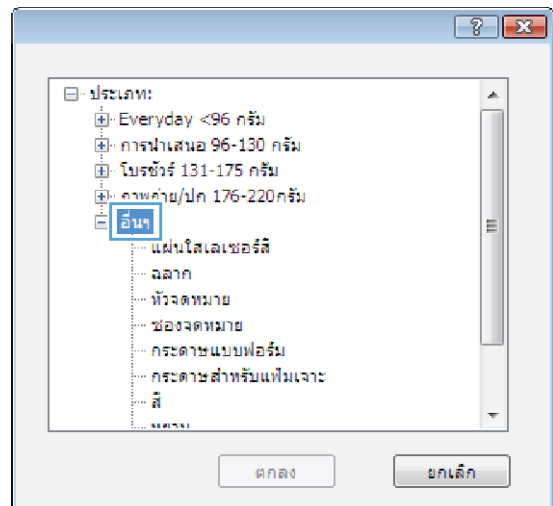 ประเภท:
Everyday <96 กรัม
การนำเสนอ 96-130 กรัม
โบรชัวร์ 131-175 กรัม
ภาพถ่าย/ปก 176-220กรัม
อื่นๆ
แผ่นใสเลเซอร์สี
ฉลาก
หัวจดหมาย
ซองจดหมาย
กระดาษแบบฟอร์ม
กระดาษสำหรับแฟ้มเจาะ
สี
ตกลง
ยกเลิก